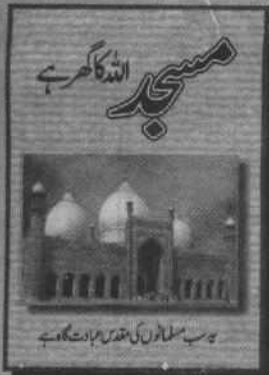 مسجد اللہ کا گھر ہے
یہ سب مسلمانوں کی مقدس عبادت گاہ ہے